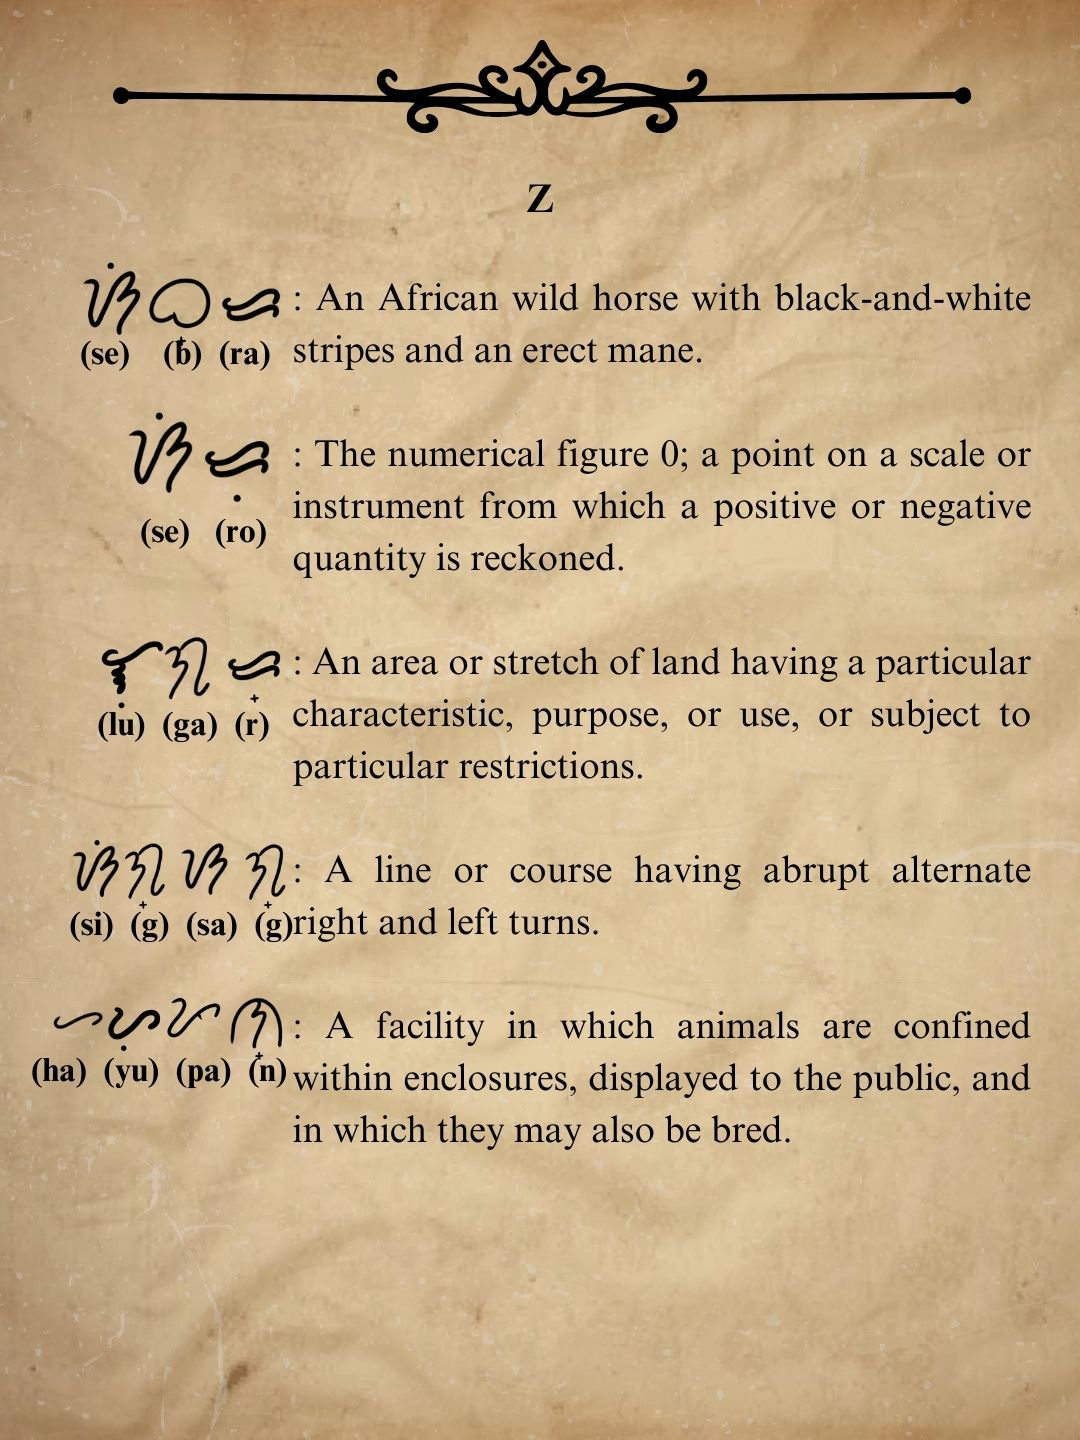 Z
ᜐᜒ ᜊ᜔ ᜍ : An African wild horse with black-and-white
(se) (b) (ra) stripes and an erect mane.
ᜐᜒ ᜍᜓ : The numerical figure 0; a point on a scale or
instrument from which a positive or negative
(se) (ro) quantity is reckoned.
ᜎᜓ ᜄ ᜍ᜔ : An area or stretch of land having a particular
(lu) (ga) (r) characteristic, purpose, or use, or subject to
particular restrictions.
ᜐᜒ ᜄ᜔ ᜐ ᜄ᜔ : A line or course having abrupt alternate
(si) (g) (sa) (g) right and left turns.
ᜑ ᜌᜓ ᜉ ᜈ᜔ : A facility in which animals are confined
(ha) (yu) (pa) (n) within enclosures, displayed to the public, and
in which they may also be bred.